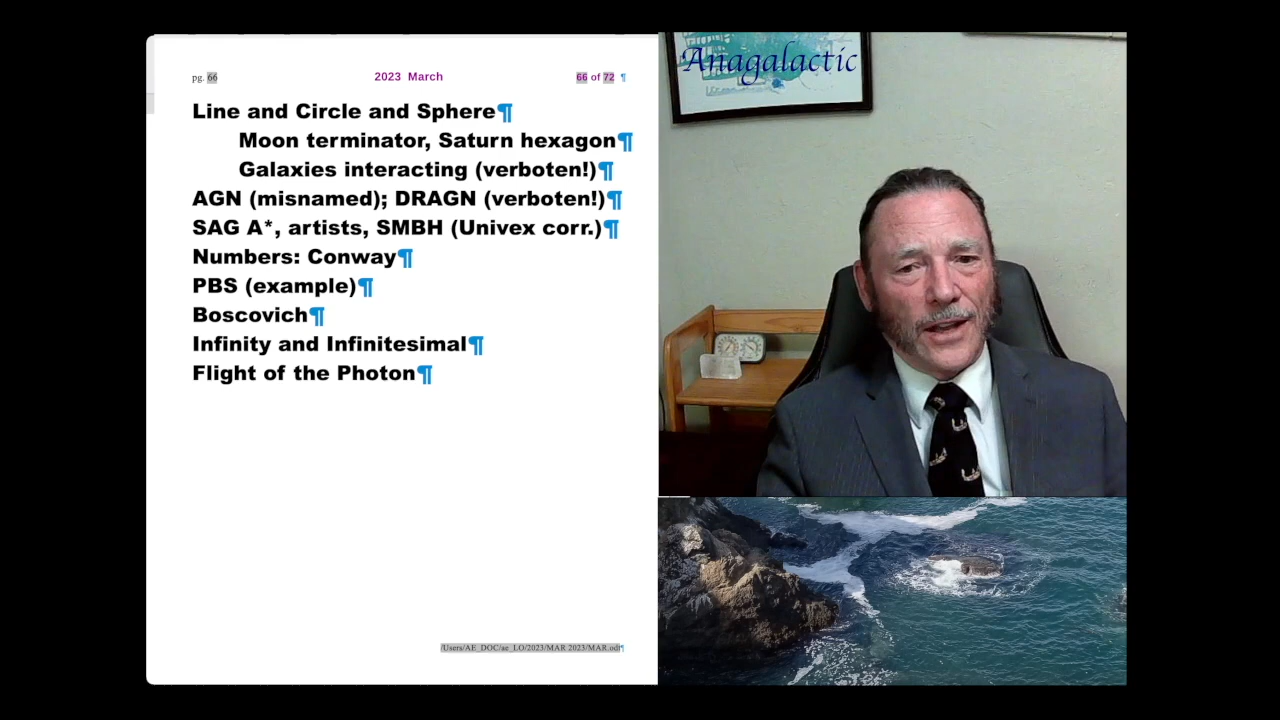 pg. 66
2023 March
66 of 72 ¶
Line and Circle and Sphere¶
Moon terminator, Saturn hexagon¶
Galaxies interacting (verboten!)¶
AGN (misnamed); DRAGN (verboten!)¶
SAG A*, artists, SMBH (Univex corr.)¶
Numbers: Conway¶
PBS (example)¶
Boscovich¶
Infinity and Infinitesimal¶
Flight of the Photon¶
/Users/AE_DOC/ae_LO/2023/MAR 2023/MAR.odt¶
Anagalactic